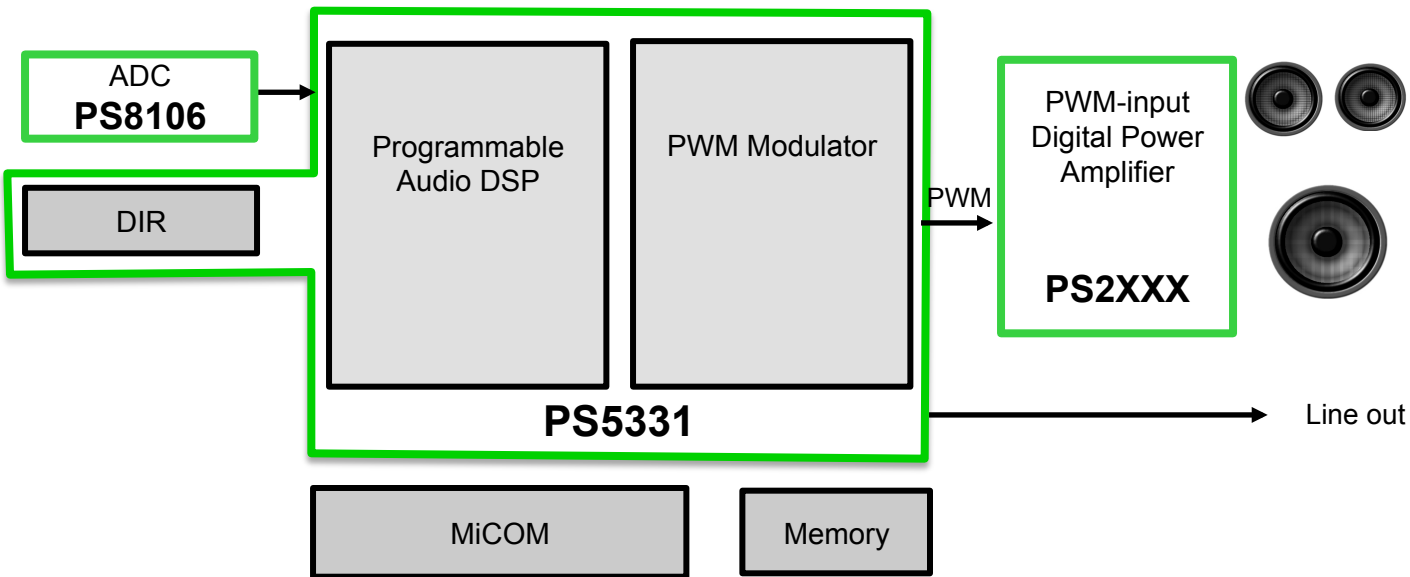 ADC
PS8106
DIR
Programmable
Audio DSP
PWM Modulator
PS5331
PWM
PWM-input
Digital Power
Amplifier
PS2XXX
Line out
MiCOM
Memory